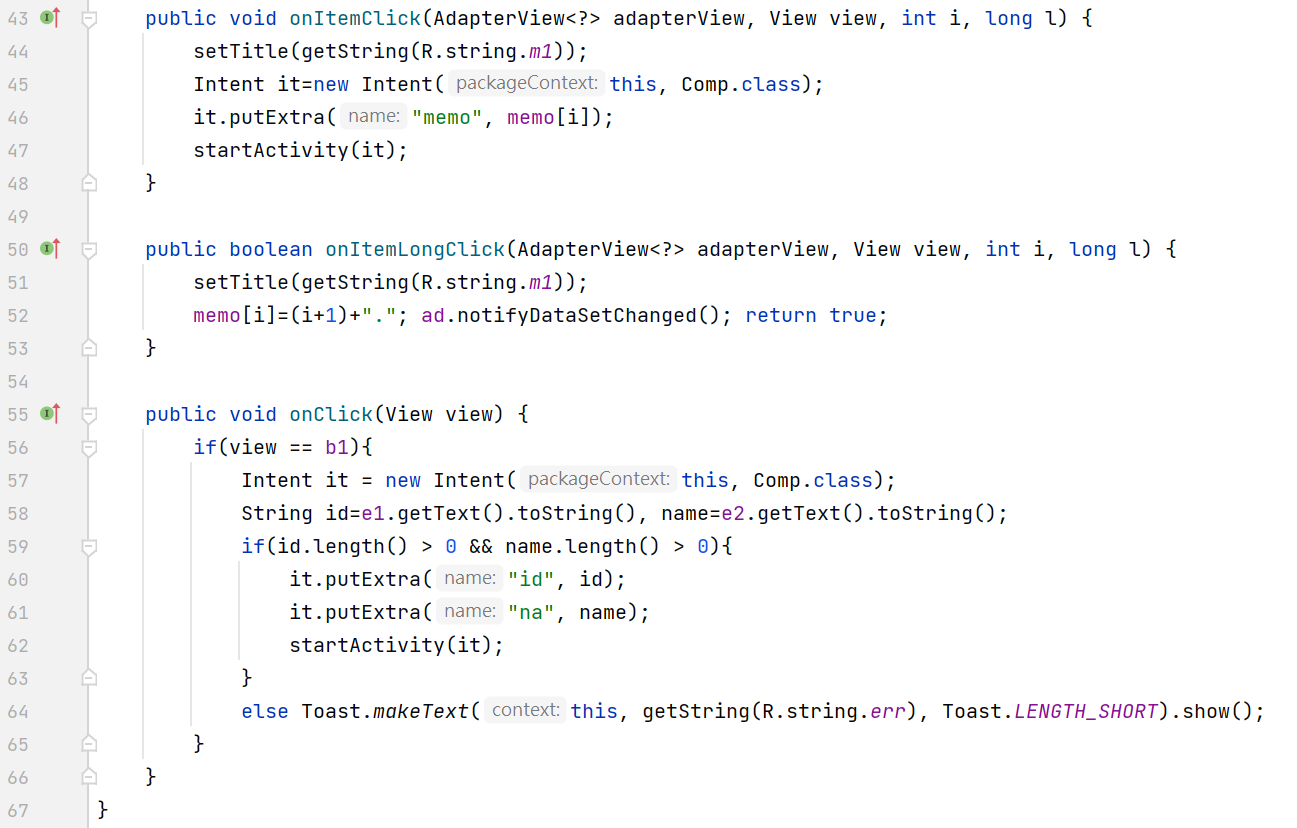 43 public void onItemClick(AdapterView<?> adapterView, View view, int i, long l) {
44 setTitle(getString(R.string.m1));
45 Intent it=new Intent( packageContext: this, Comp.class);
46 it.putExtra( name: "memo", memo[i]);
47 startActivity(it);
48 }
49
50 public boolean onItemLongClick(AdapterView<?> adapterView, View view, int i, long l) {
51 setTitle(getString(R.string.m1));
52 memo[i]=(i+1)+"."; ad.notifyDataSetChanged(); return true;
53 }
54
55 public void onClick(View view) {
56 if(view == b1){
57 Intent it = new Intent( packageContext: this, Comp.class);
58 String id=e1.getText().toString(), name=e2.getText().toString();
59 if(id.length() > 0 && name.length() > 0){
60 it.putExtra( name: "id", id);
61 it.putExtra( name: "na", name);
62 startActivity(it);
63 }
64 else Toast.makeText( context: this, getString(R.string.err), Toast.LENGTH_SHORT).show();
65 }
66 }
67 }